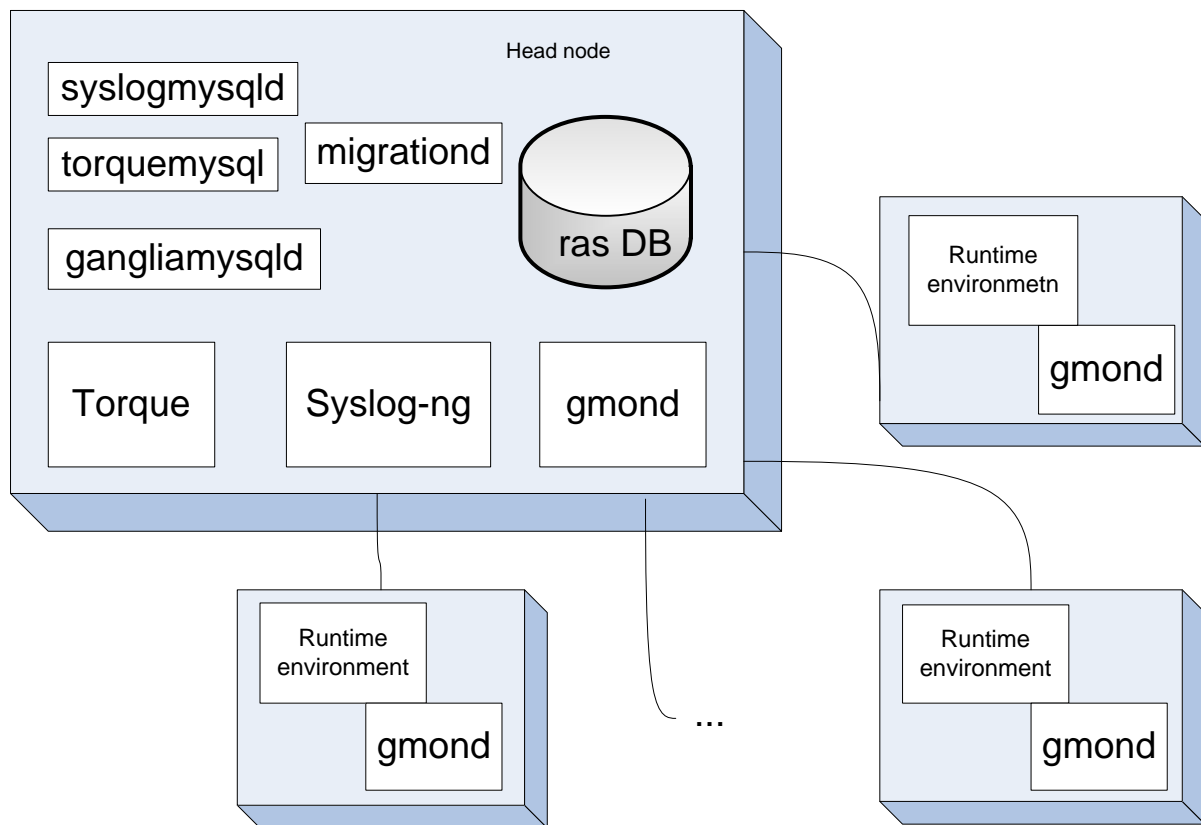 Head node
syslogmysqld
torquemysql
migrationd
gangliamysqld
ras DB
Torque
Syslog-ng
gmond
Runtime
environmetn
gmond
Runtime
environment
gmond
...
Runtime
environment
gmond